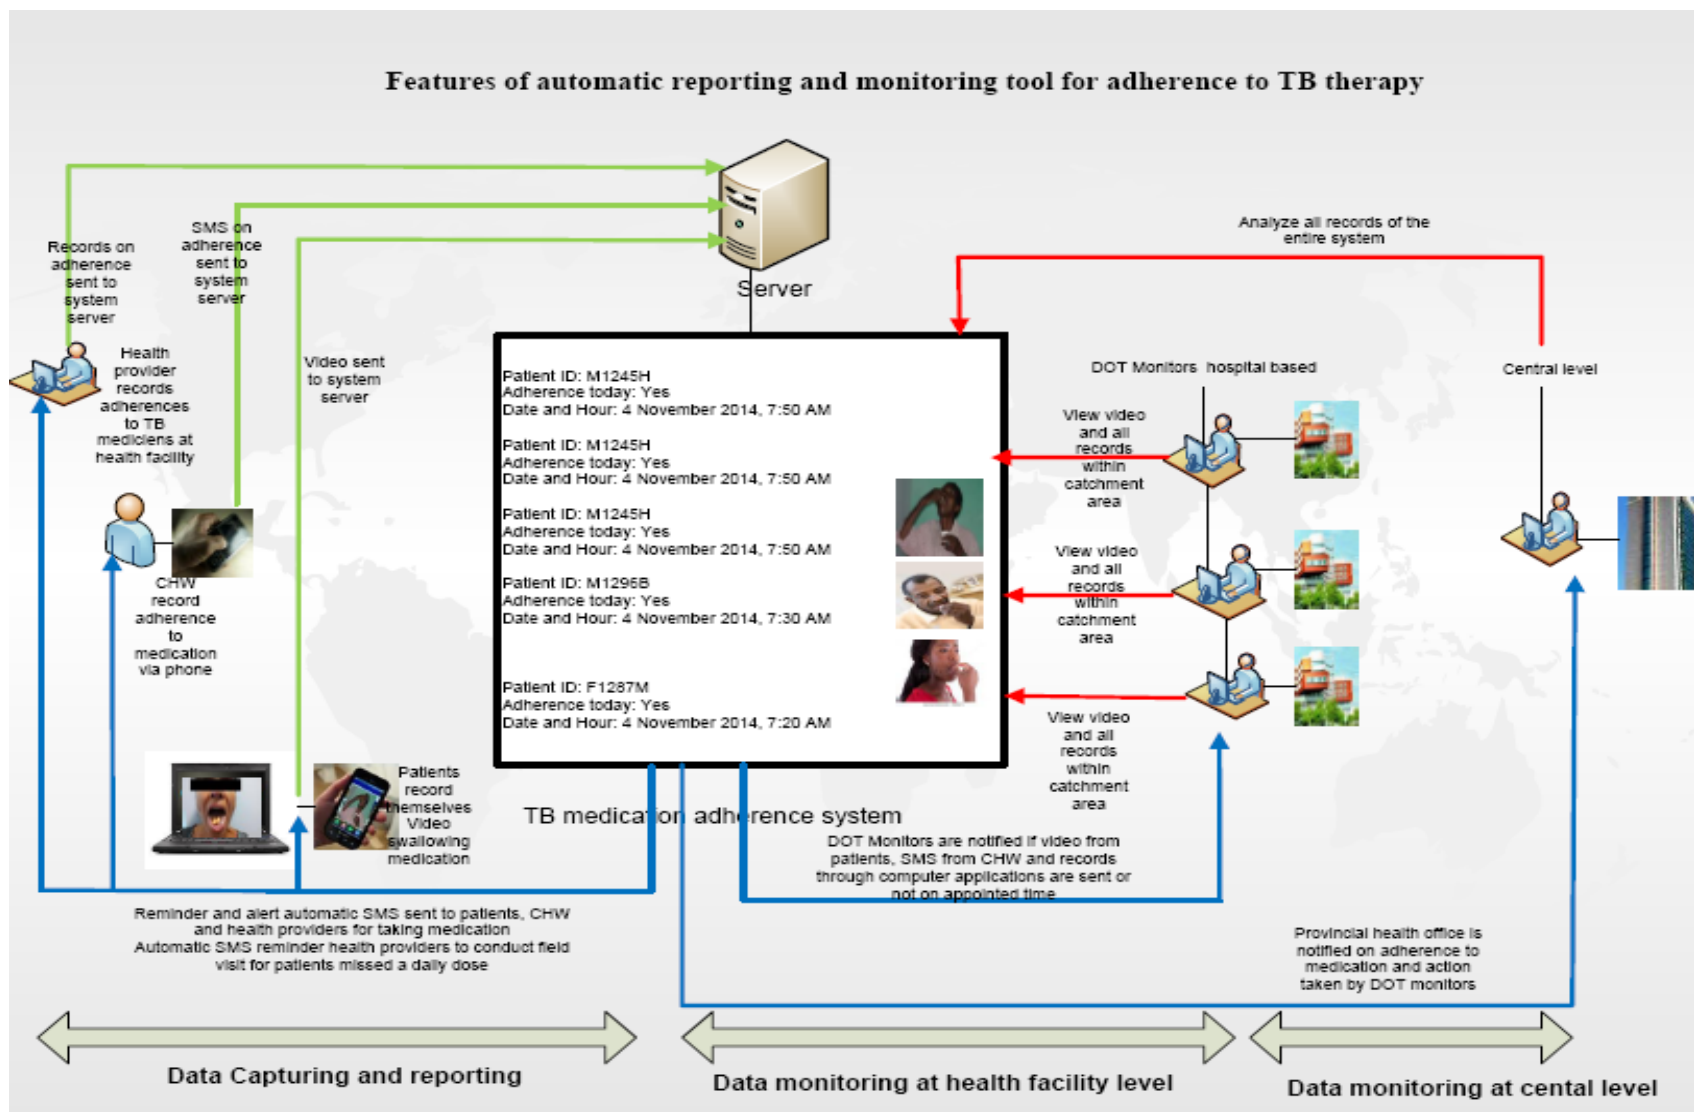 Features of automatic reporting and monitoring tool for adherence to TB therapy
Records on
adherence
sent to
system
server
SMS on
adherence
sent to
system
server
Server
Analyze all records of the
entire system
Health
provider
records
adherences
to TB
mediciens at
health facility
Video sent
to system
server
Patient ID: M1245H
Adherence today: Yes
Date and Hour: 4 November 2014, 7:50 AM
Patient ID: M1245H
Adherence today: Yes
Date and Hour: 4 November 2014, 7:50 AM
Patient ID: M1245H
Adherence today: Yes
Date and Hour: 4 November 2014, 7:50 AM
Patient ID: M1296B
Adherence today: Yes
Date and Hour: 4 November 2014, 7:30 AM
Patient ID: F1287M
Adherence today: Yes
Date and Hour: 4 November 2014, 7:20 AM
DOT Monitors hospital based
Central level
View video
and all
records
within
catchment
area
View video
and all
records
within
catchment
area
View video
and all
records
within
catchment
area
CHW
record
adherence
to
medication
via phone
Patients
record
themselves
Video
swallowing
medication
TB medication adherence system
DOT Monitors are notified if video from
patients, SMS from CHW and records
through computer applications are sent or
not on appointed time
Reminder and alert automatic SMS sent to patients, CHW
and health providers for taking medication
Automatic SMS reminder health providers to conduct field
visit for patients missed a daily dose
Provincial health office is
notified on adherence to
medication and action
taken by DOT monitors
Data Capturing and reporting
Data monitoring at health facility level
Data monitoring at cental level